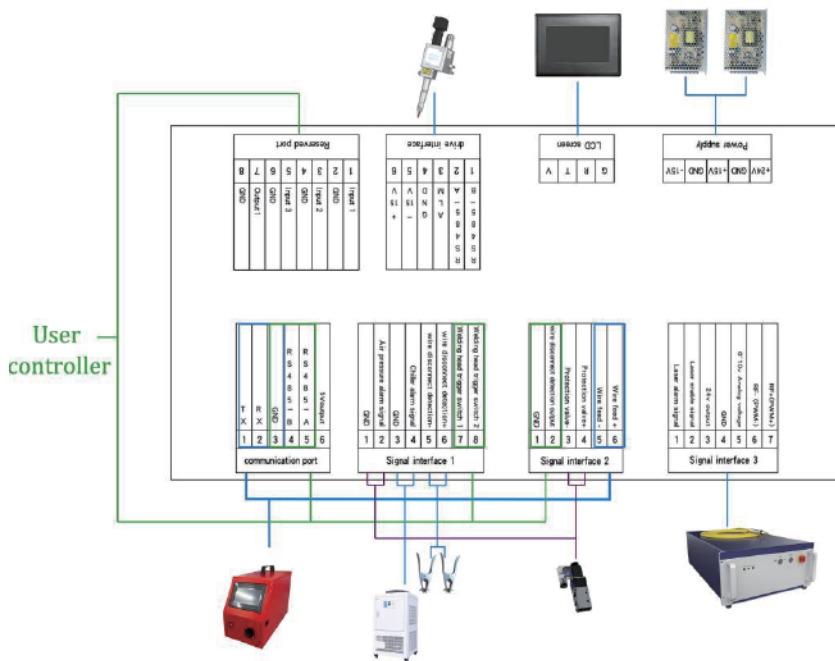 Reserved port
8 7 6 5 4 3 2 1
GND
Output 1
GND
Input 3
GND
Input 2
GND
Input 1
drive interface
6 5 4 3 2 1
+ 15 V
- 15 V
GND
ALM
RS485-A
RS485-B
LCD screen
V T R G
Power supply
-15V
GND
+15V
GND
+24V
User
controller
TX
RX
GND
RS485-B
RS485-A
5Voutput
1 2 3 4 5 6
communication port
GND
Air pressure alarm signal
GND
Chiller alarm signal
wire disconnect detection-
wire disconnect detection+
Welding head trigger switch 1
Welding head trigger switch 2
1 2 3 4 5 6 7 8
Signal interface 1
GND
wire disconnect detection output
Protection valve-
Protection valve+
Wire feed -
Wire feed +
1 2 3 4 5 6
Signal interface 2
Laser alarm signal
Laser enable signal
24v output
0~10v Analog voltage
RF- (PWM-)
RF+(PWM+)
1 2 3 4 5 6 7
Signal interface 3